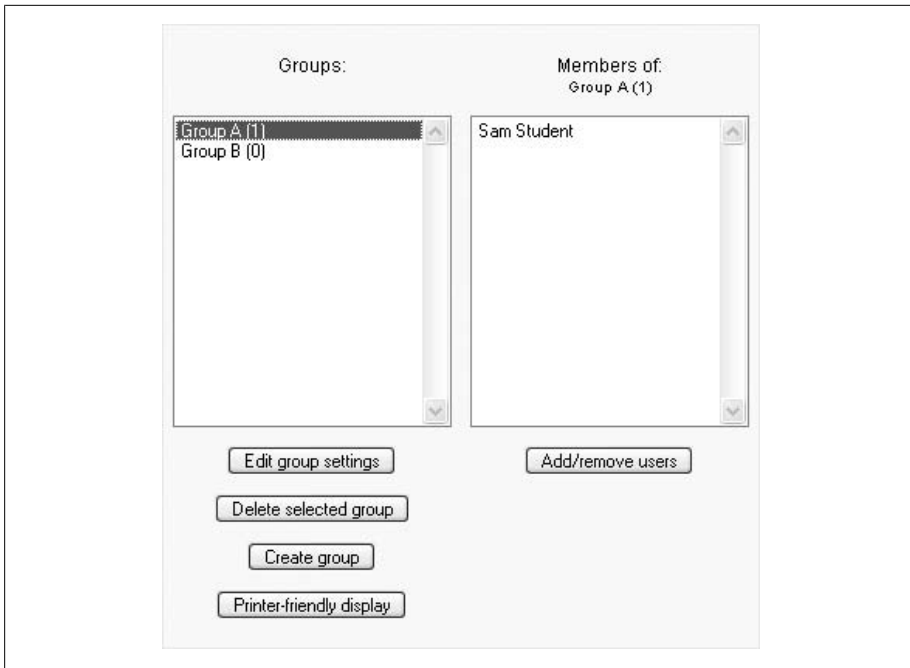 Groups:
Group A (1)
Group B (0)
Edit group settings
Delete selected group
Create group
Printer-friendly display
Members of:
Group A (1)
Sam Student
Add/remove users